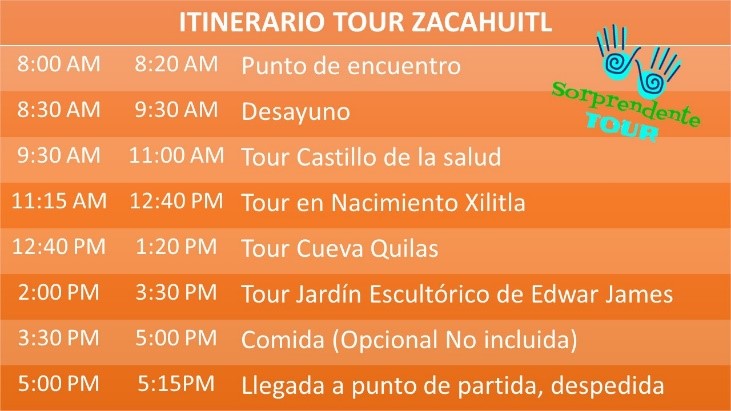 ITINERARIO TOUR ZACAHUITL
Sorprendente
TOUR
8:00 AM 8:20 AM Punto de encuentro
8:30 AM 9:30 AM Desayuno
9:30 AM 11:00 AM Tour Castillo de la salud
11:15 AM 12:40 PM Tour en Nacimiento Xilitla
12:40 PM 1:20 PM Tour Cueva Quilas
2:00 PM 3:30 PM Tour Jardín Escultórico de Edwar James
3:30 PM 5:00 PM Comida (Opcional No incluida)
5:00 PM 5:15PM Llegada a punto de partida, despedida